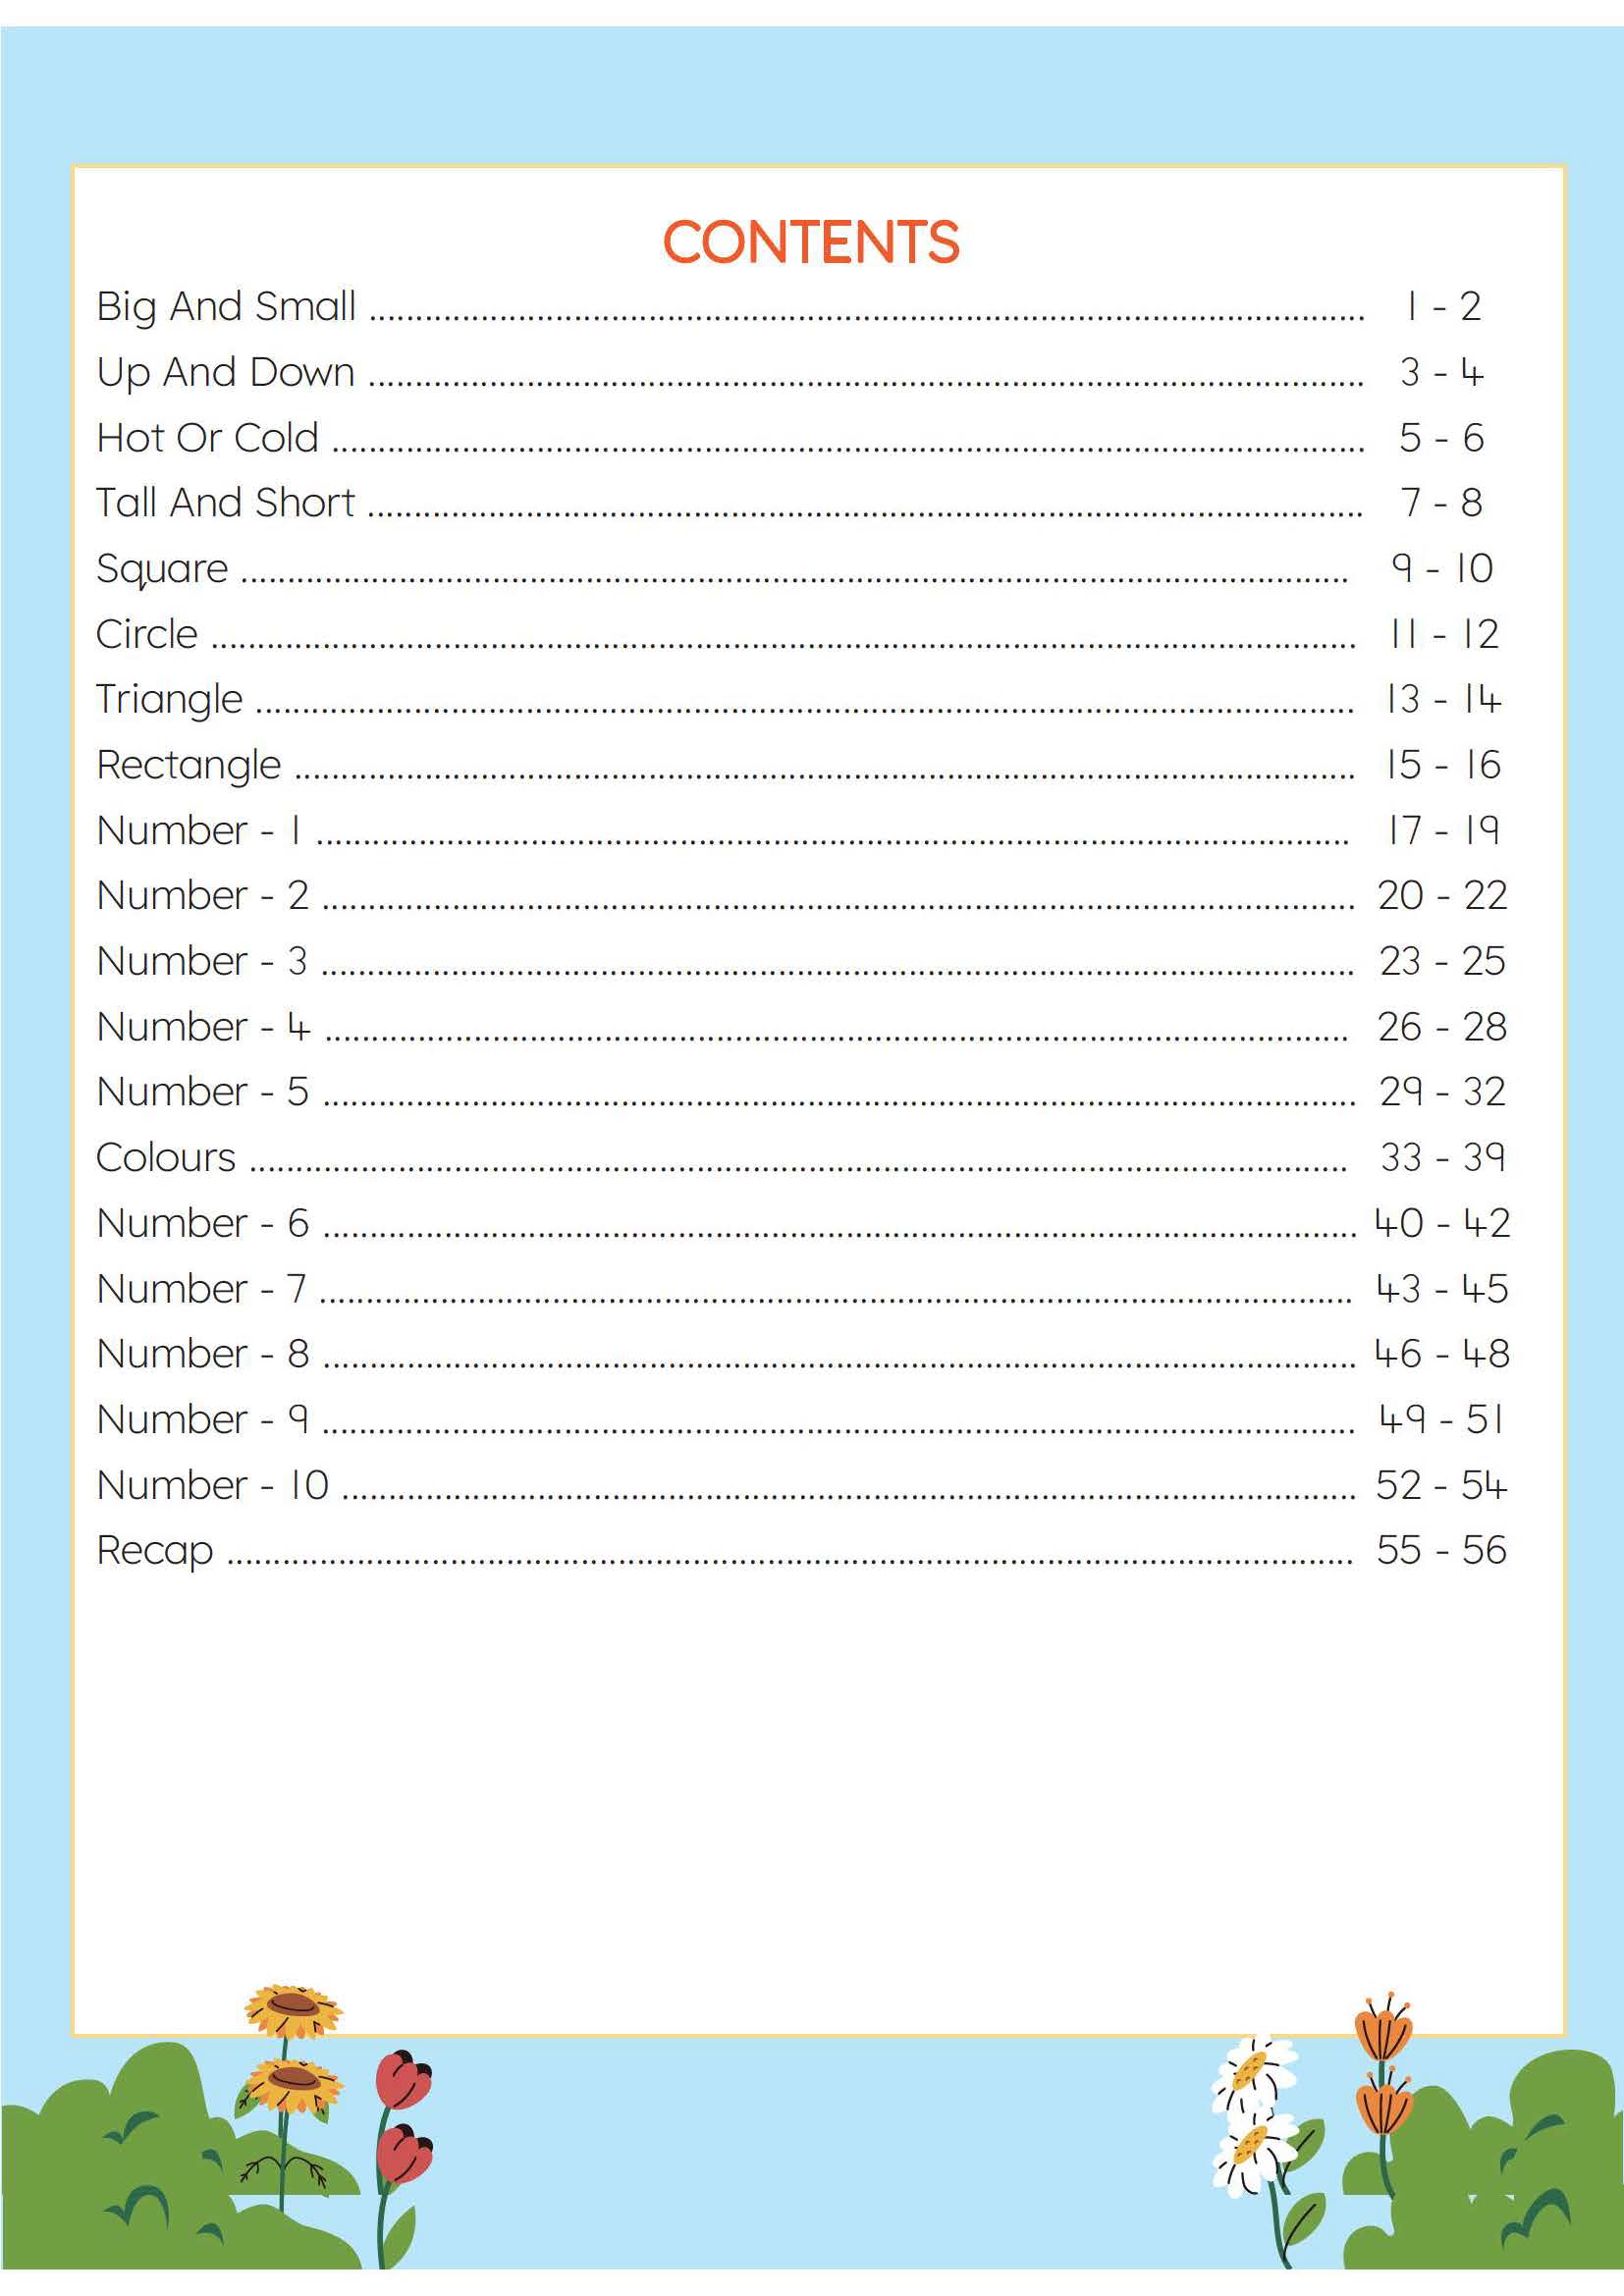 CONTENTS
Big And Small ........................................ 1 - 2
Up And Down ........................................ 3 - 4
Hot Or Cold ........................................ 5 - 6
Tall And Short ........................................ 7 - 8
Square ........................................ 9 - 10
Circle ........................................ 11 - 12
Triangle ........................................ 13 - 14
Rectangle ........................................ 15 - 16
Number - 1 ........................................ 17 - 19
Number - 2 ........................................ 20 - 22
Number - 3 ........................................ 23 - 25
Number - 4 ........................................ 26 - 28
Number - 5 ........................................ 29 - 32
Colours ........................................ 33 - 39
Number - 6 ........................................ 40 - 42
Number - 7 ........................................ 43 - 45
Number - 8 ........................................ 46 - 48
Number - 9 ........................................ 49 - 51
Number - 10 ........................................ 52 - 54
Recap ........................................ 55 - 56